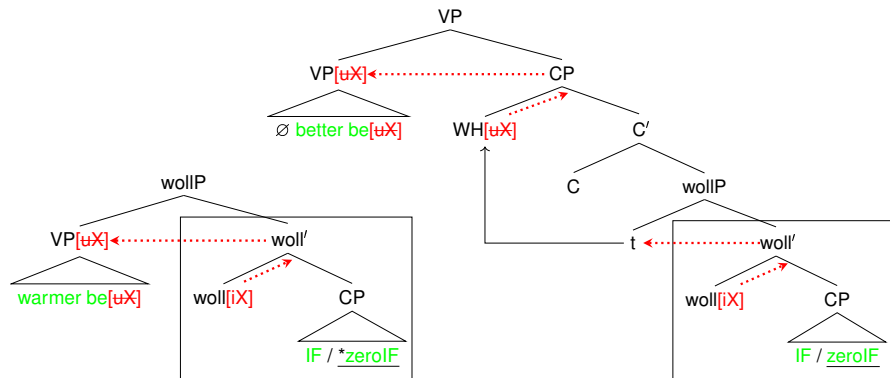 VP
VP[uX] CP
∅ better be[uX] WH[uX] C′
wollP C wollP
VP[uX] woll′ t woll′
warmer be[uX] woll[iX] CP woll[iX] CP
IF / *zeroIF IF / zeroIF